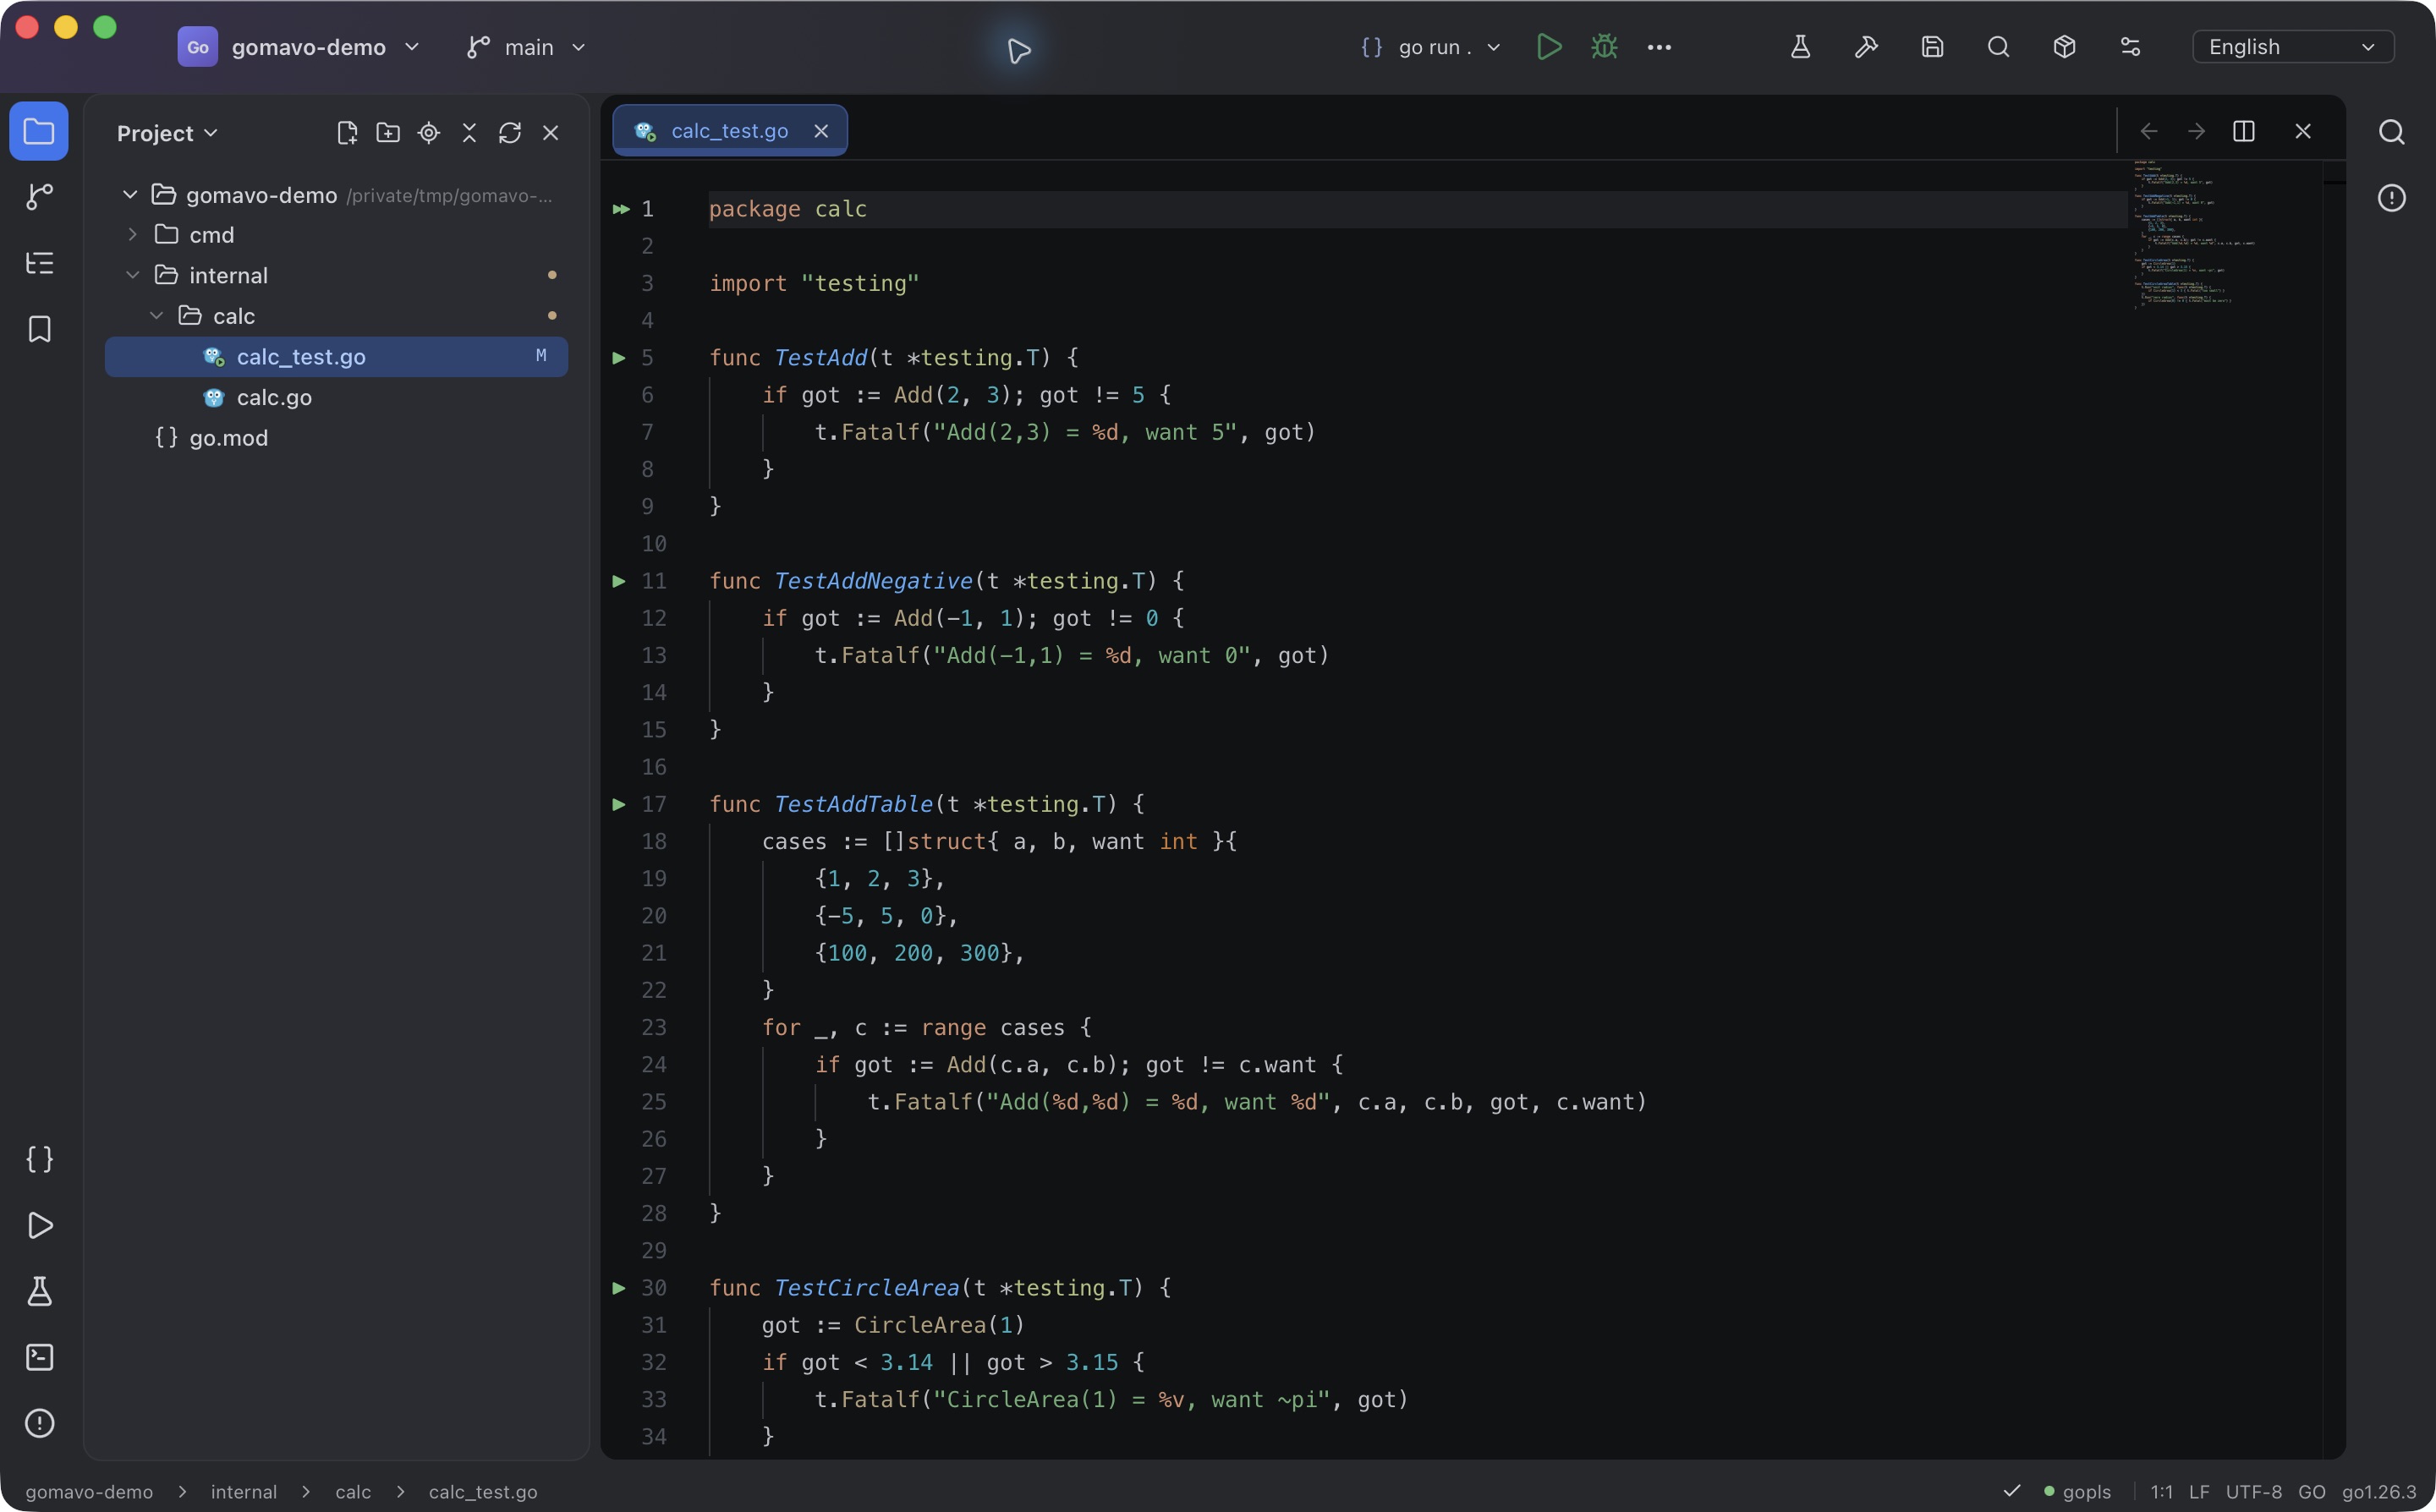 Go gomavo-demo main go run . English
Project
gomavo-demo /private/tmp/gomavo-...
cmd
internal
calc
calc_test.go M
calc.go
{} go.mod
calc_test.go
1 package calc
2
3 import "testing"
4
5 func TestAdd(t *testing.T) {
6 if got := Add(2, 3); got != 5 {
7 t.Fatalf("Add(2,3) = %d, want 5", got)
8 }
9 }
10
11 func TestAddNegative(t *testing.T) {
12 if got := Add(-1, 1); got != 0 {
13 t.Fatalf("Add(-1,1) = %d, want 0", got)
14 }
15 }
16
17 func TestAddTable(t *testing.T) {
18 cases := []struct{ a, b, want int }{
19 {1, 2, 3},
20 {-5, 5, 0},
21 {100, 200, 300},
22 }
23 for _, c := range cases {
24 if got := Add(c.a, c.b); got != c.want {
25 t.Fatalf("Add(%d,%d) = %d, want %d", c.a, c.b, got, c.want)
26 }
27 }
28 }
29
30 func TestCircleArea(t *testing.T) {
31 got := CircleArea(1)
32 if got < 3.14 || got > 3.15 {
33 t.Fatalf("CircleArea(1) = %v, want ~pi", got)
34 }
gomavo-demo > internal > calc > calc_test.go
gopls 1:1 LF UTF-8 GO go1.26.3